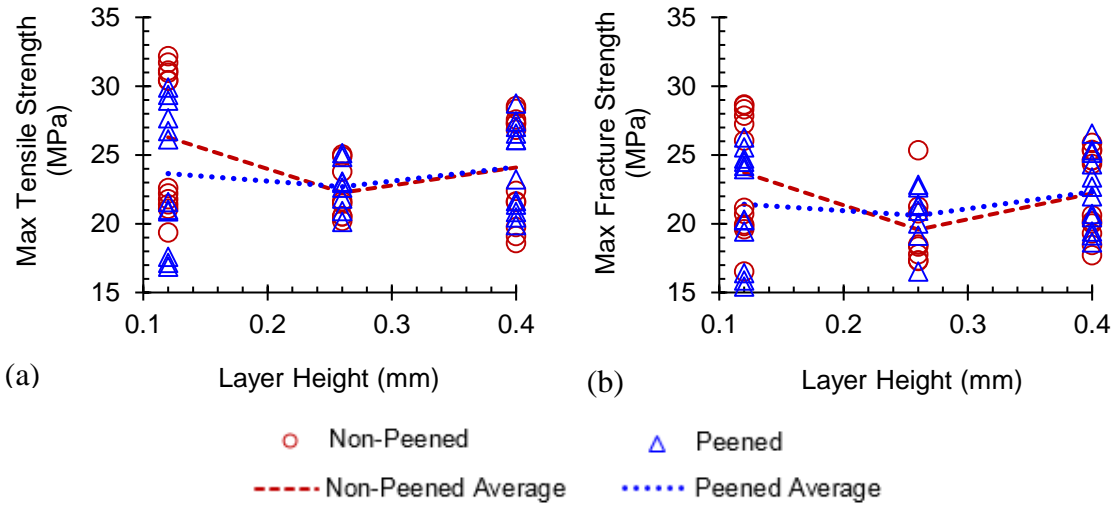 Max Tensile Strength
(MPa)
35
30
25
20
15
0.1
0.2
0.3
0.4
Layer Height (mm)
(a)
Max Fracture Strength
(MPa)
35
30
25
20
15
0.1
0.2
0.3
0.4
Layer Height (mm)
(b)
Non-Peened
Peened
Non-Peened Average
Peened Average